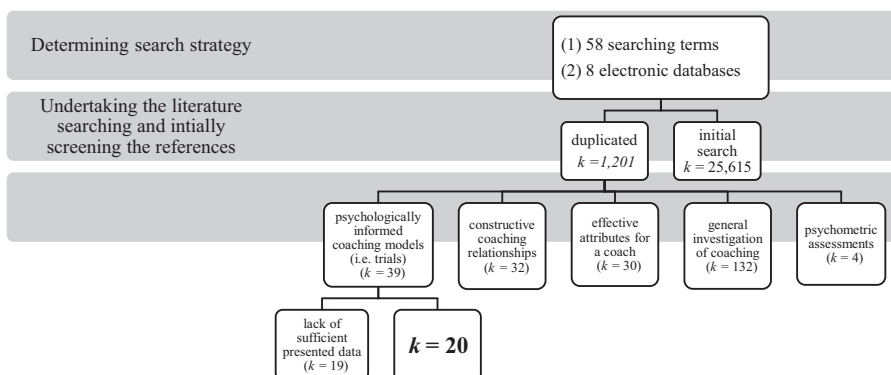 Determining search strategy
(1) 58 searching terms
(2) 8 electronic databases
Undertaking the literature
searching and intially
screening the references
duplicated
k =1,201
initial
search
k = 25,615
psychologically
informed
coaching models
(i.e. trials)
(k = 39)
constructive
coaching
relationships
(k = 32)
effective
attributes for
a coach
(k = 30)
general
investigation
of coaching
(k = 132)
psychometric
assessments
(k = 4)
lack of
sufficient
presented data
(k = 19)
k = 20